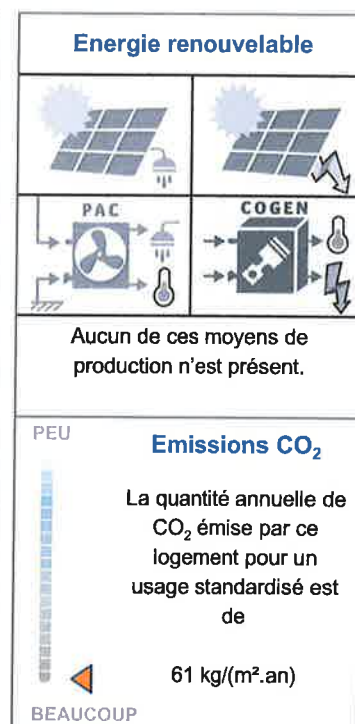 Energie renouvelable
PAC
COGEN
Aucun de ces moyens de
production n'est présent.
PEU
Emissions CO₂
La quantité annuelle de
CO₂ émise par ce
logement pour un
usage standardisé est
de
61 kg/(m².an)
BEAUCOUP